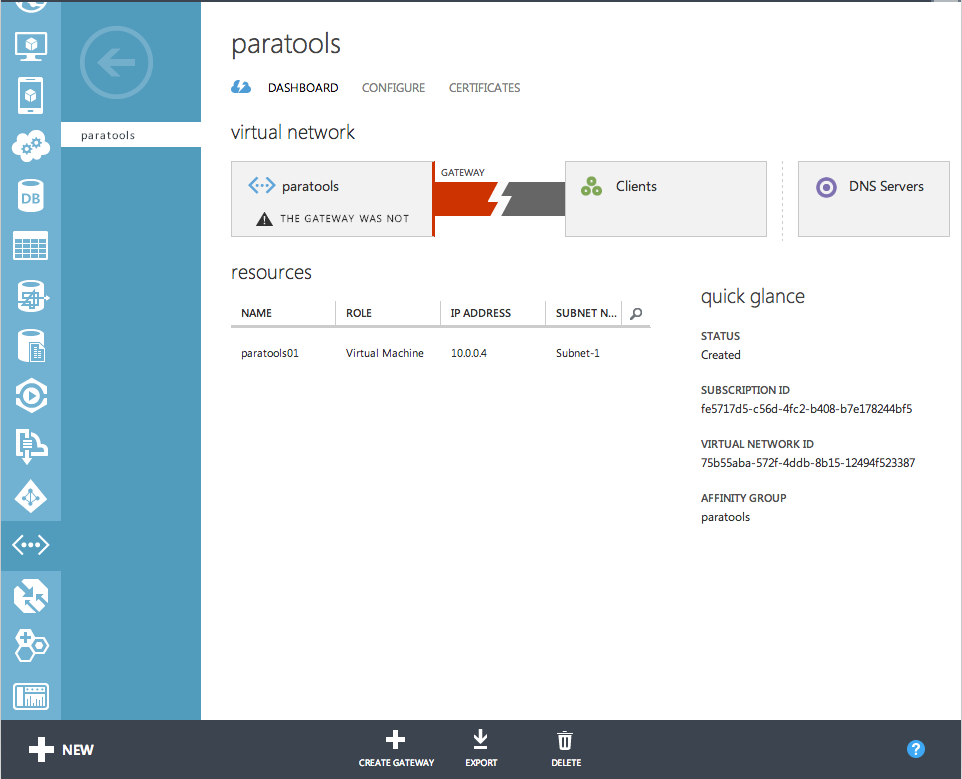 paratools
DASHBOARD CONFIGURE CERTIFICATES
paratools
virtual network
paratools
THE GATEWAY WAS NOT
GATEWAY
Clients
DNS Servers
resources
NAME ROLE IP ADDRESS SUBNET N...
paratools01 Virtual Machine 10.0.0.4 Subnet-1
quick glance
STATUS
Created
SUBSCRIPTION ID
fe5717d5-c56d-4fc2-b408-b7e178244bf5
VIRTUAL NETWORK ID
75b55aba-572f-4ddb-8b15-12494f523387
AFFINITY GROUP
paratools
DB
NEW
CREATE GATEWAY
EXPORT
DELETE
?